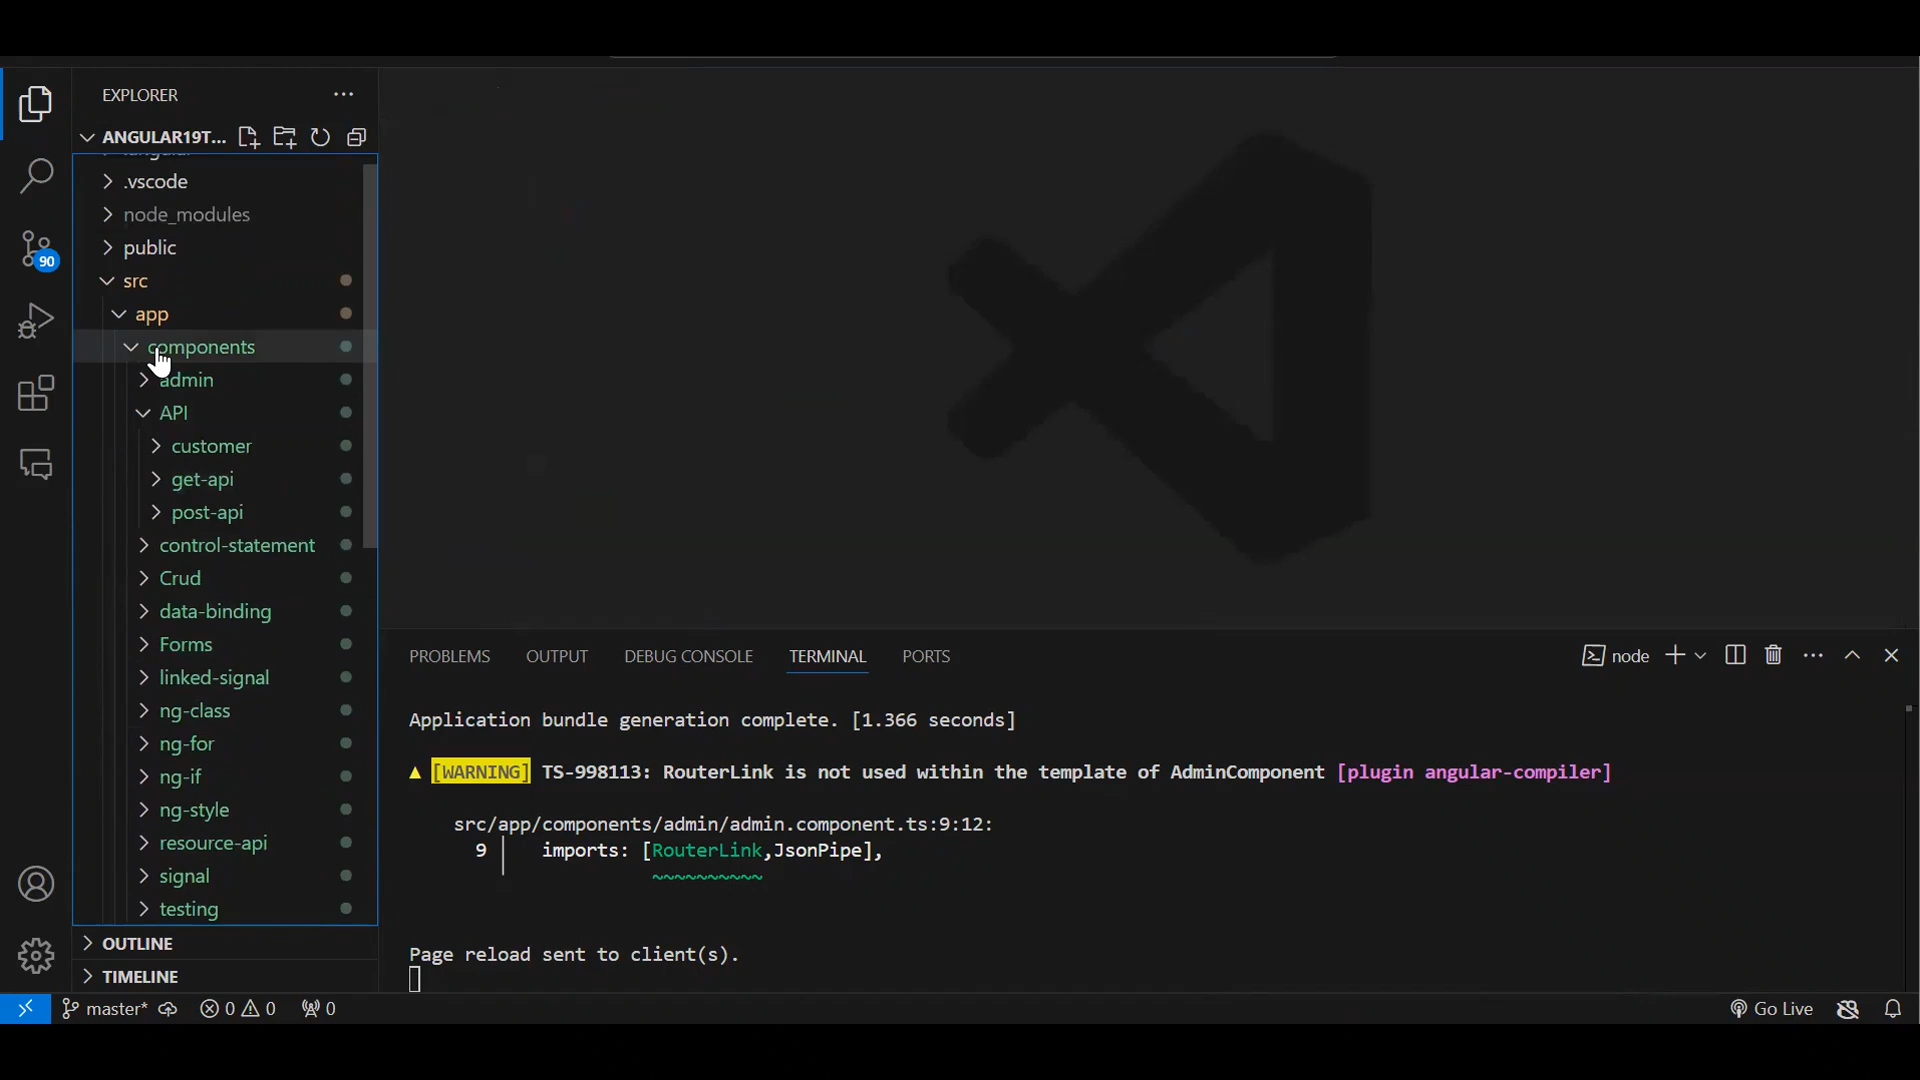 EXPLORER
ANGULAR19T...
.vscode
node_modules
public
src
app
components
admin
API
customer
get-api
post-api
control-statement
Crud
data-binding
Forms
linked-signal
ng-class
ng-for
ng-if
ng-style
resource-api
signal
testing
OUTLINE
TIMELINE
90
PROBLEMS OUTPUT DEBUG CONSOLE TERMINAL PORTS
node
Application bundle generation complete. [1.366 seconds]
▲ [WARNING] TS-998113: RouterLink is not used within the template of AdminComponent [plugin angular-compiler]
src/app/components/admin/admin.component.ts:9:12:
9 │ imports: [RouterLink,JsonPipe],
~~~~~~~~~~
Page reload sent to client(s).
master* 0 0 0 Go Live